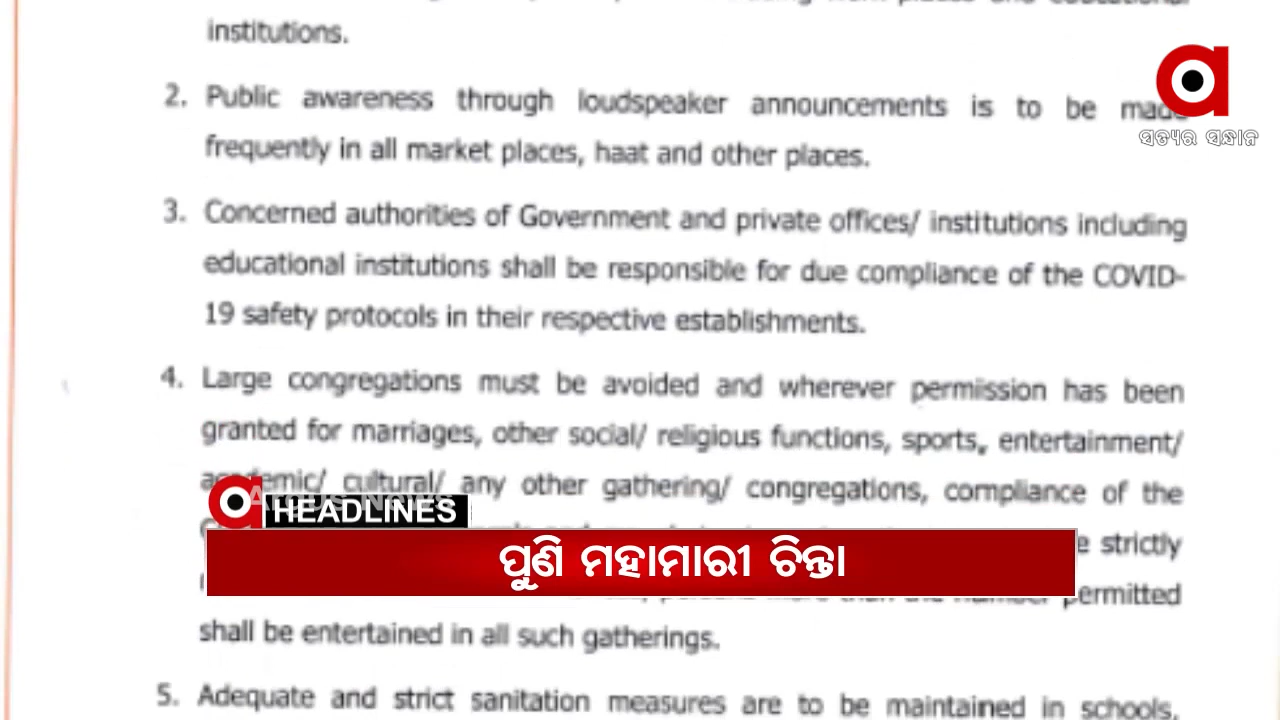 institutions.
2. Public awareness through loudspeaker announcements is to be made
frequently in all market places, haat and other places.
3. Concerned authorities of Government and private offices/ institutions including
educational institutions shall be responsible for due compliance of the COVID-
19 safety protocols in their respective establishments.
4. Large congregations must be avoided and wherever permission has been
granted for marriages, other social/ religious functions, sports, entertainment/
academic/ cultural/ any other gathering/ congregations, compliance of the
strictly
permitted
shall be entertained in all such gatherings.
5. Adequate and strict sanitation measures are to be maintained in schools,
ସତ୍ୟର ସନ୍ଧାନ
HEADLINES
ପୁଣି ମହାମାରୀ ଚିନ୍ତା